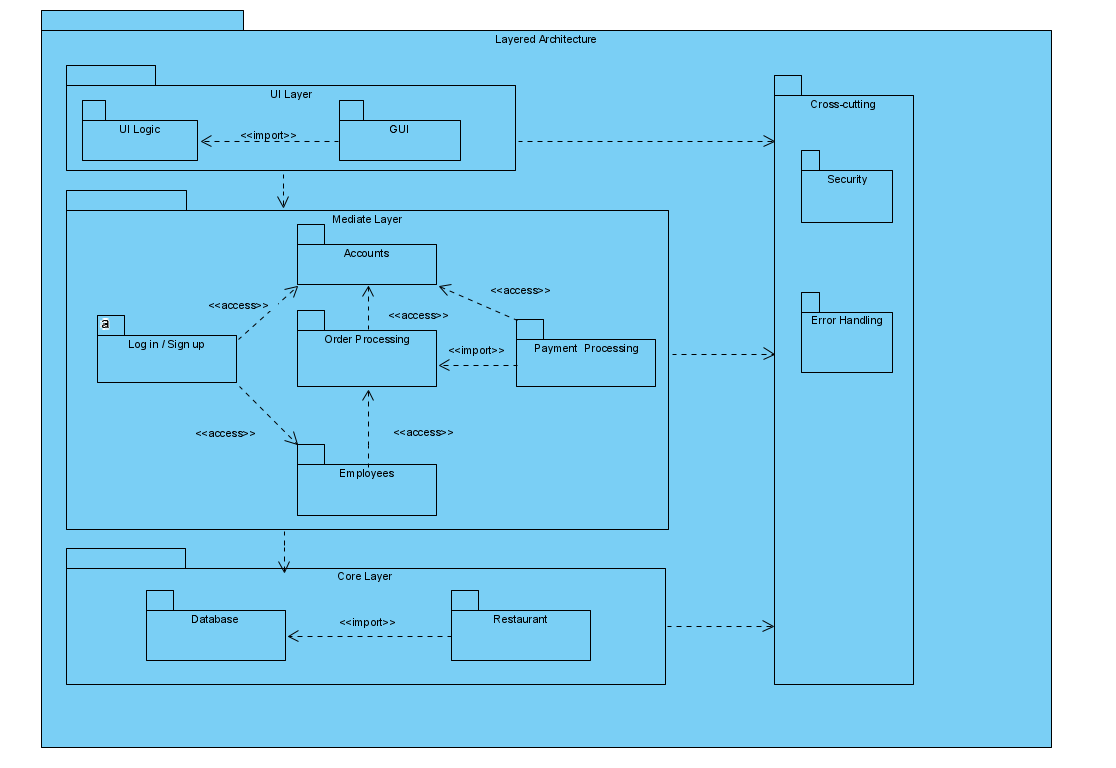 Layered Architecture
UI Layer
Cross-cutting
UI Logic
<<import>>
GUI
Security
Mediate Layer
Accounts
<<access>>
<<access>>
<<access>>
a
Log in / Sign up
Order Processing
<<import>>
Payment Processing
Error Handling
<<access>>
<<access>>
Employees
Core Layer
Database
<<import>>
Restaurant